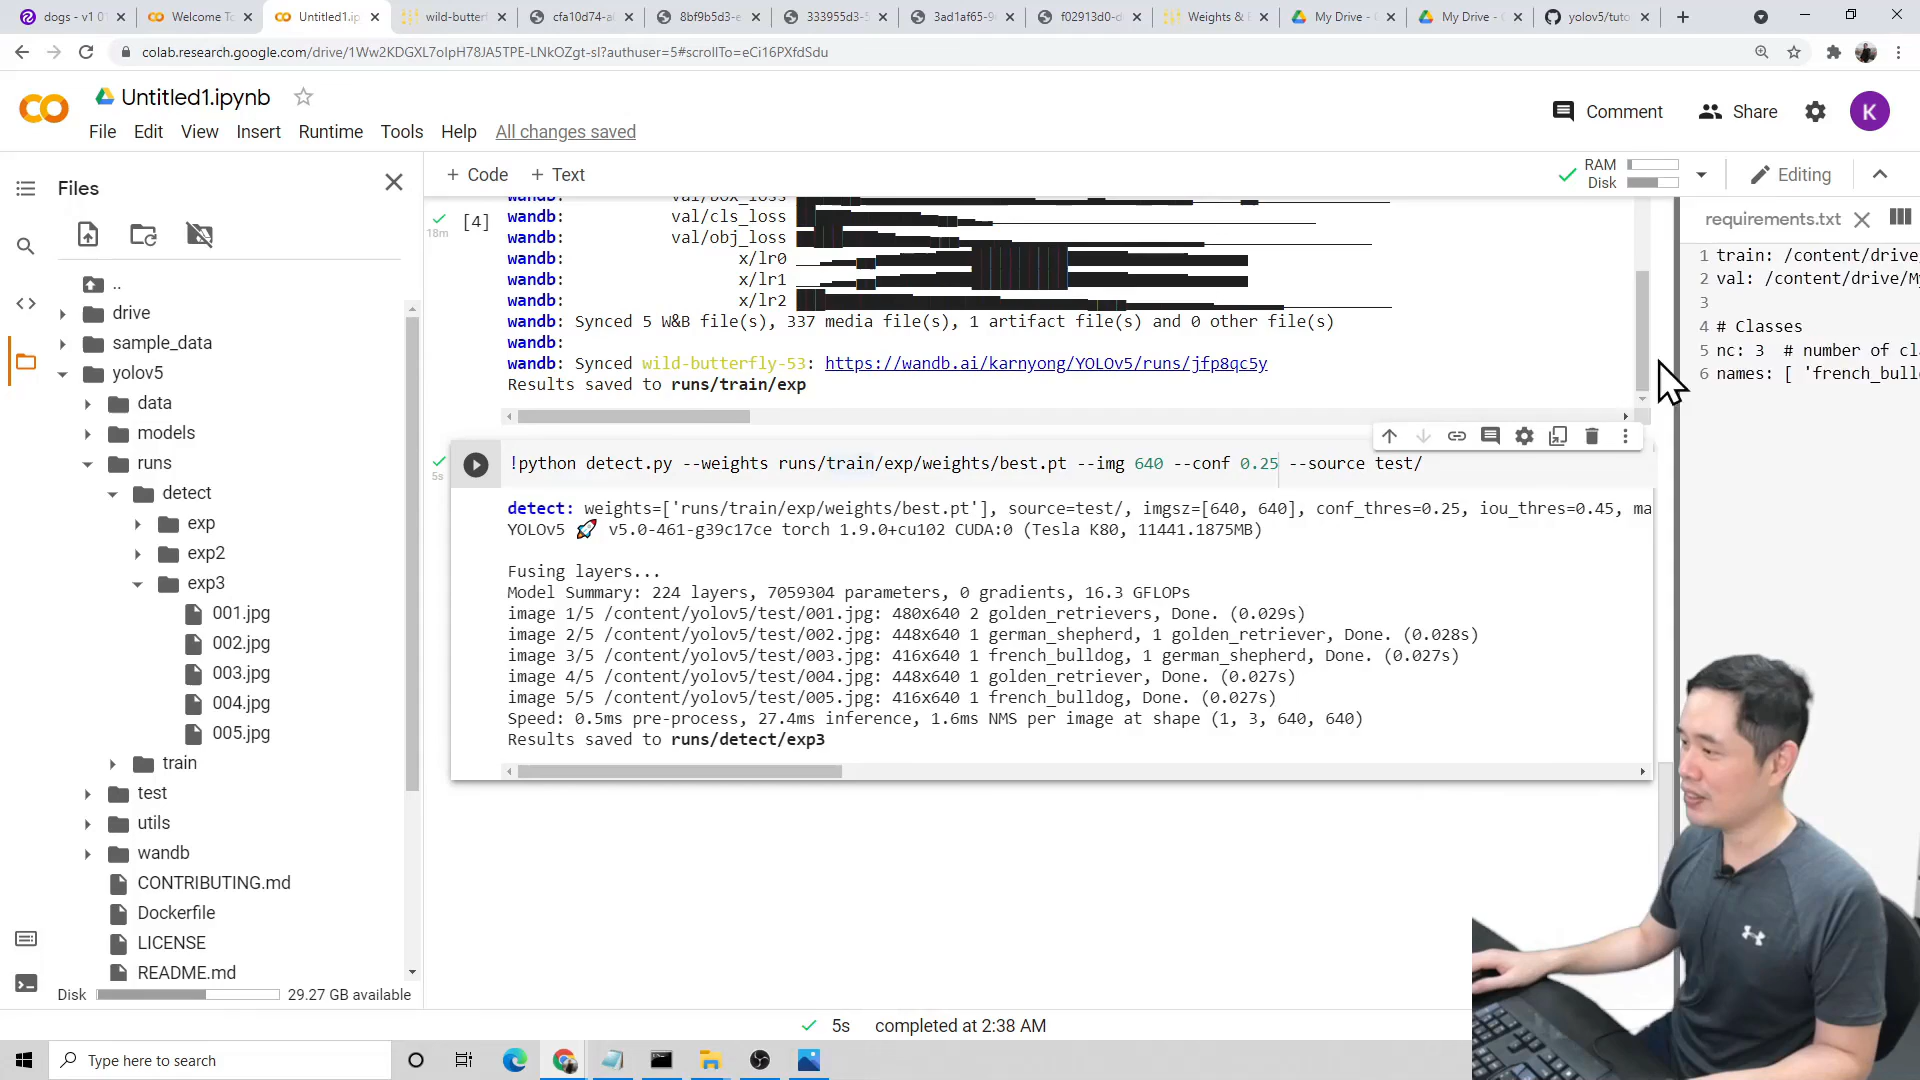 dogs - v1 01
Welcome To
Untitled1.ip
wild-butterf
cfa10d74-a
8bf9b5d3-e
333955d3-5
3ad1af65-9
f02913d0-d
Weights & B
My Drive - G
My Drive - G
yolov5/tuto
colab.research.google.com/drive/1Ww2KDGXL7oIpH78JA5TPE-LNkOZgt-sl?authuser=5#scrollTo=eCi16PXfdSdu
Untitled1.ipynb
Comment
Share
K
File Edit View Insert Runtime Tools Help All changes saved
Files
+ Code + Text
RAM
Disk
Editing
..
drive
sample_data
yolov5
data
models
runs
detect
exp
exp2
exp3
001.jpg
002.jpg
003.jpg
004.jpg
005.jpg
train
test
utils
wandb
CONTRIBUTING.md
Dockerfile
LICENSE
README.md
Disk 29.27 GB available
[4]
18m
wandb: val/box_loss
wandb: val/cls_loss
wandb: val/obj_loss
wandb: x/lr0
wandb: x/lr1
wandb: x/lr2
wandb: Synced 5 W&B file(s), 337 media file(s), 1 artifact file(s) and 0 other file(s)
wandb:
wandb: Synced wild-butterfly-53: https://wandb.ai/karnyong/YOLOv5/runs/jfp8qc5y
Results saved to runs/train/exp
5s
!python detect.py --weights runs/train/exp/weights/best.pt --img 640 --conf 0.25 --source test/
detect: weights=['runs/train/exp/weights/best.pt'], source=test/, imgsz=[640, 640], conf_thres=0.25, iou_thres=0.45, ma
YOLOv5 🚀 v5.0-461-g39c17ce torch 1.9.0+cu102 CUDA:0 (Tesla K80, 11441.1875MB)
Fusing layers...
Model Summary: 224 layers, 7059304 parameters, 0 gradients, 16.3 GFLOPs
image 1/5 /content/yolov5/test/001.jpg: 480x640 2 golden_retrievers, Done. (0.029s)
image 2/5 /content/yolov5/test/002.jpg: 448x640 1 german_shepherd, 1 golden_retriever, Done. (0.028s)
image 3/5 /content/yolov5/test/003.jpg: 416x640 1 french_bulldog, 1 german_shepherd, Done. (0.027s)
image 4/5 /content/yolov5/test/004.jpg: 448x640 1 golden_retriever, Done. (0.027s)
image 5/5 /content/yolov5/test/005.jpg: 416x640 1 french_bulldog, Done. (0.027s)
Speed: 0.5ms pre-process, 27.4ms inference, 1.6ms NMS per image at shape (1, 3, 640, 640)
Results saved to runs/detect/exp3
requirements.txt
1 train: /content/drive/
2 val: /content/drive/M
3
4 # Classes
5 nc: 3 # number of cl
6 names: [ 'french_bull
5s completed at 2:38 AM
Type here to search